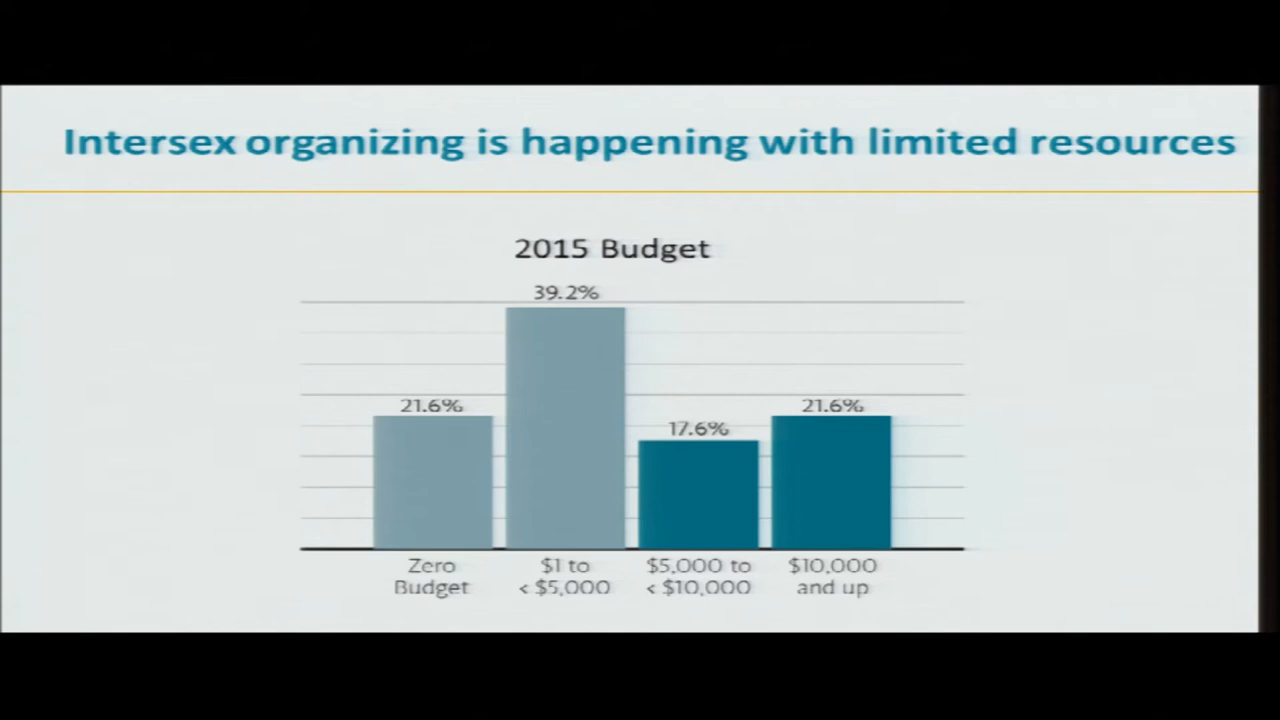 Intersex organizing is happening with limited resources
2015 Budget
39.2%
21.6%
21.6%
17.6%
Zero
Budget
$1 to
< $5,000
$5,000 to
< $10,000
$10,000
and up